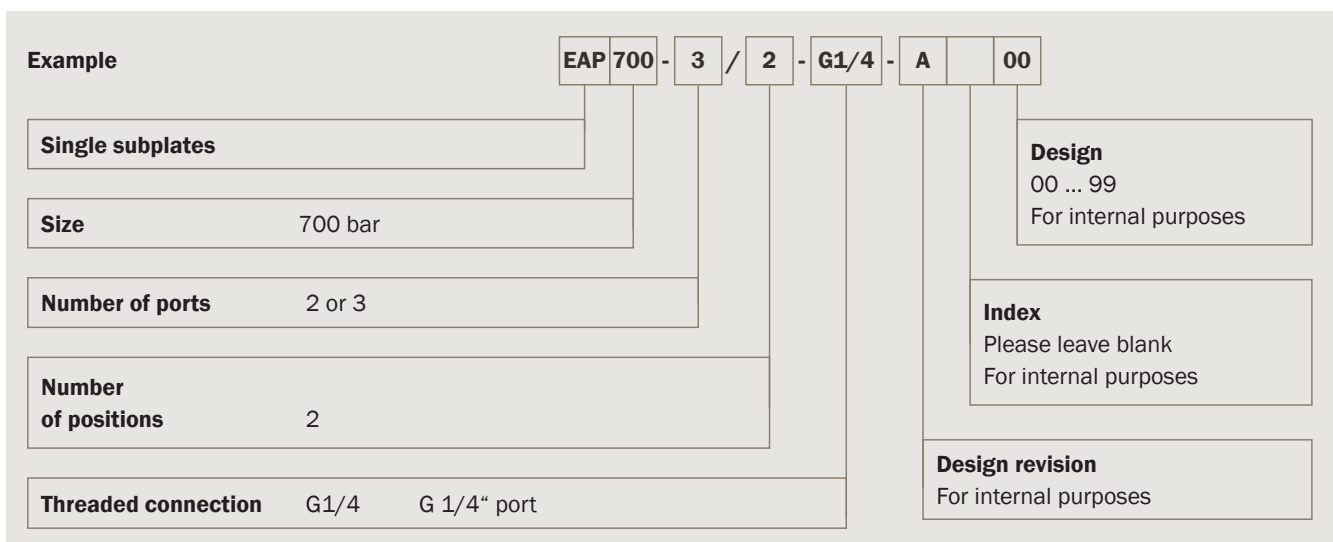 Example EAP 700 - 3 / 2 - G1/4 - A 00
Single subplates
Size 700 bar
Number of ports 2 or 3
Number
of positions 2
Threaded connection G1/4 G 1/4“ port
Design
00 ... 99
For internal purposes
Index
Please leave blank
For internal purposes
Design revision
For internal purposes